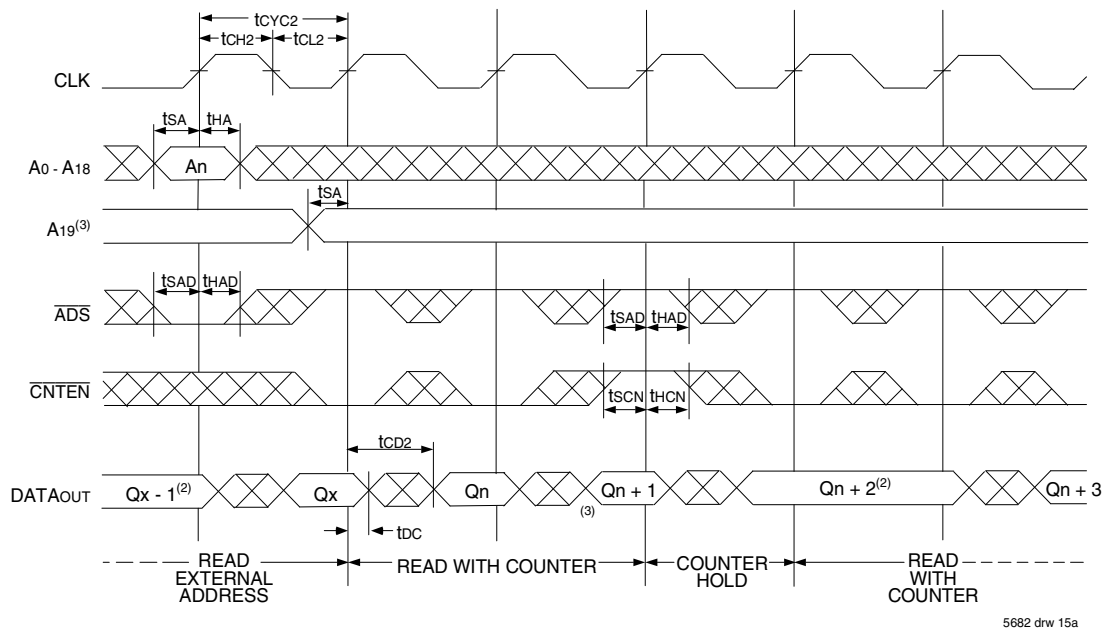 tCYC2
tCH2 tCL2
CLK
tSA tHA
A0 - A18 An
tSA
A19(3)
tSAD tHAD
ADS
tSAD tHAD
CNTEN
tSCN tHCN
tCD2
DATAOUT Qx - 1(2) Qx Qn Qn + 1 Qn + 2(2) Qn + 3
(3)
tDC
READ EXTERNAL ADDRESS
READ WITH COUNTER
COUNTER HOLD
READ WITH COUNTER
5682 drw 15a